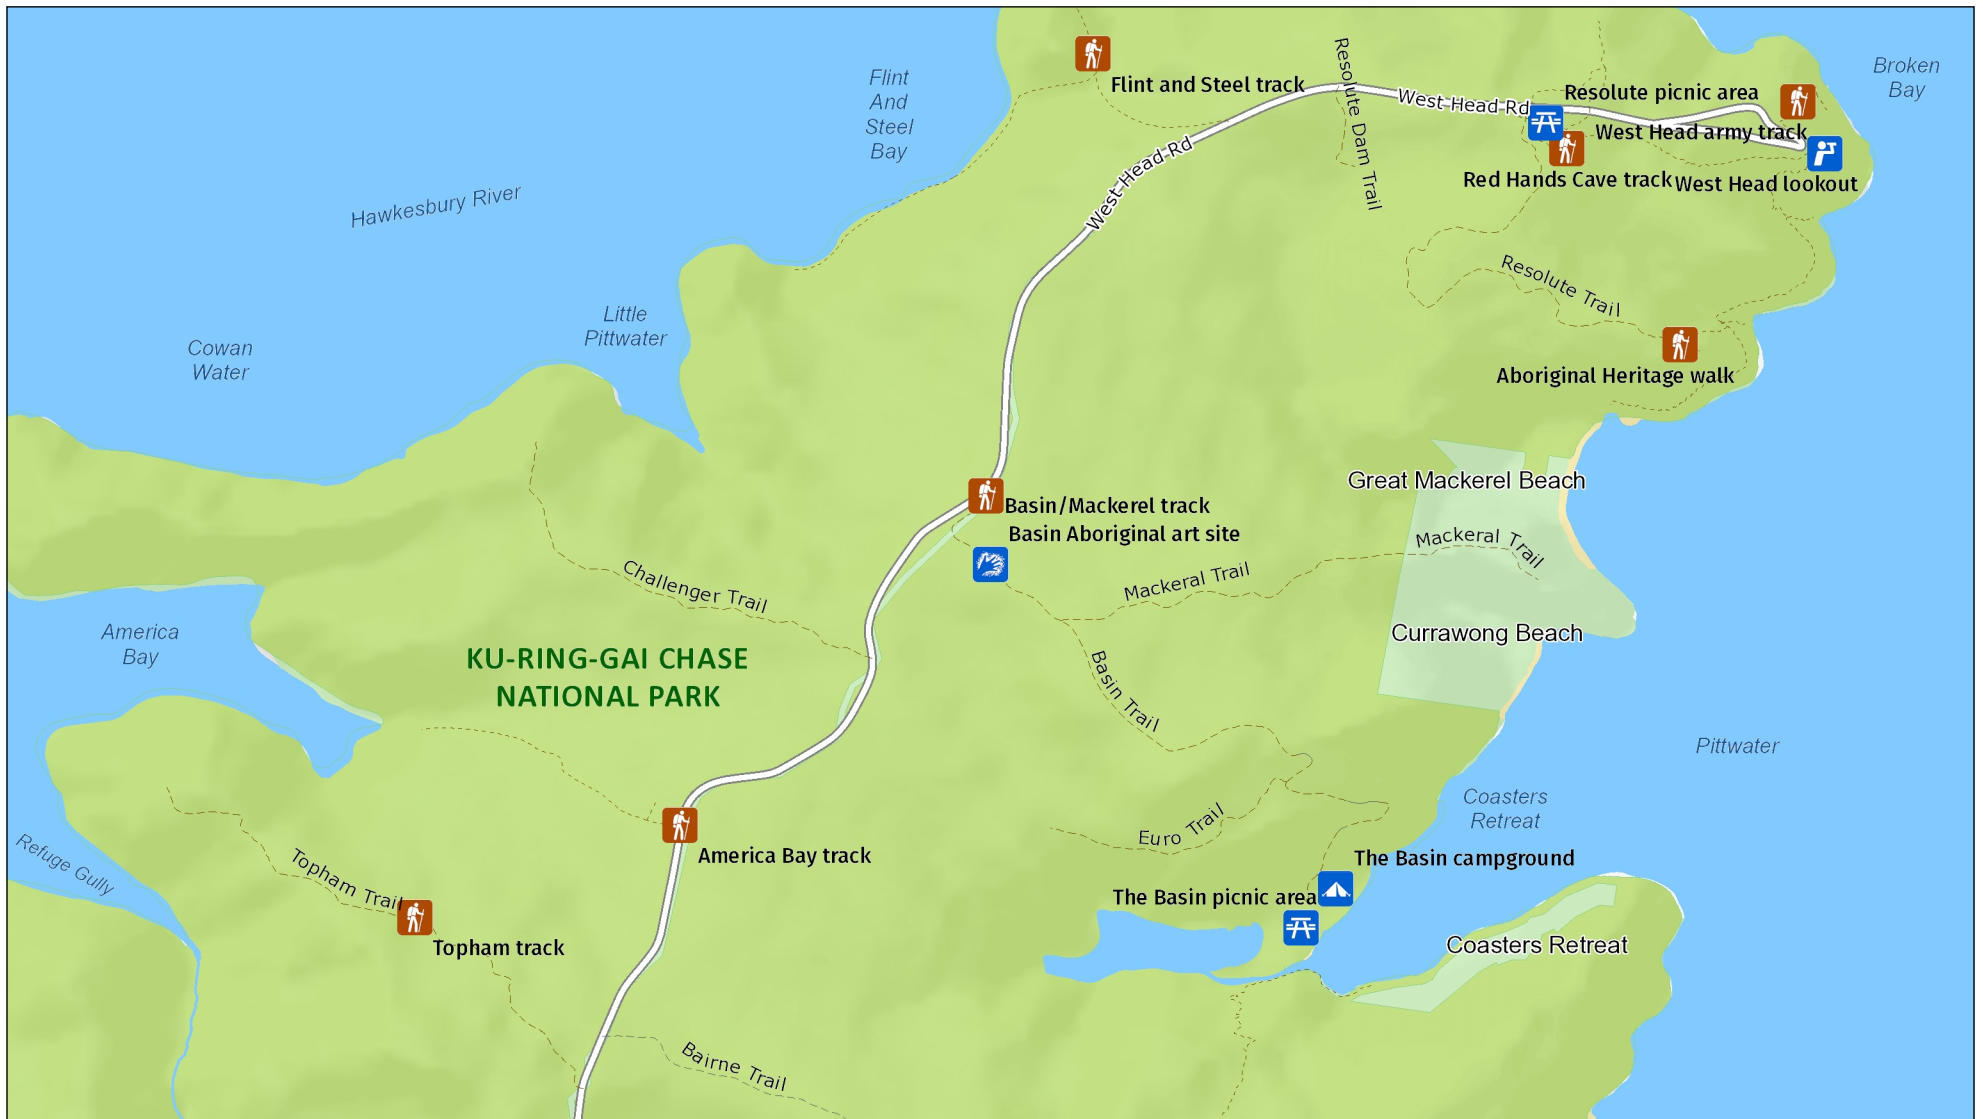 Flint
And
Steel
Bay
Flint and Steel track
Resolute Dam Trail
West Head Rd
Resolute picnic area
Broken
Bay
West Head army track
Red Hands Cave track
West Head lookout
West Head Rd
Hawkesbury River
Resolute Trail
Little
Pittwater
Cowan
Water
Aboriginal Heritage walk
Great Mackerel Beach
Basin/Mackerel track
Basin Aboriginal art site
Mackeral Trail
Mackeral Trail
Challenger Trail
America
Bay
Currawong Beach
KU-RING-GAI CHASE
NATIONAL PARK
Basin Trail
Pittwater
Coasters
Retreat
Euro Trail
America Bay track
The Basin campground
Refuge Gully
Topham Trail
The Basin picnic area
Topham track
Coasters Retreat
Bairne Trail